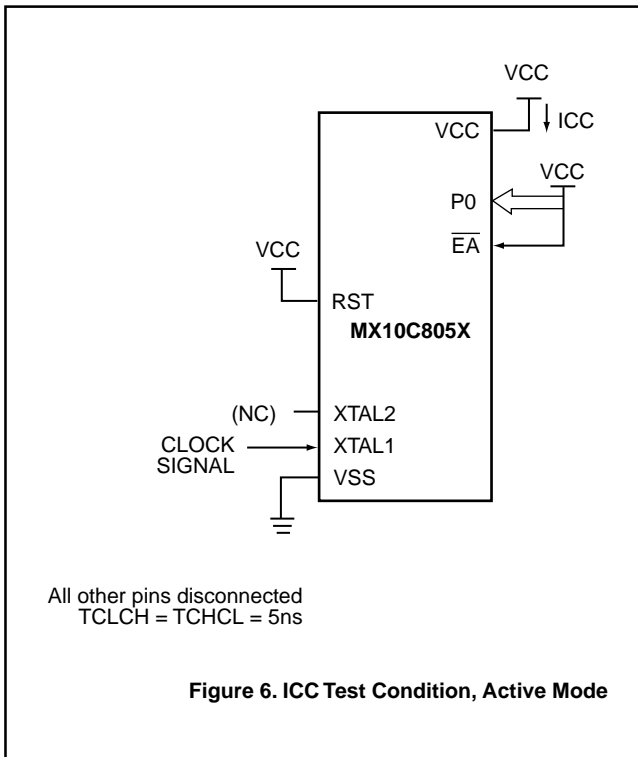 VCC
VCC
ICC
VCC
P0
EA
VCC
RST
MX10C805X
(NC)
XTAL2
CLOCK
SIGNAL
XTAL1
VSS
All other pins disconnected
TCLCH = TCHCL = 5ns
Figure 6. ICC Test Condition, Active Mode